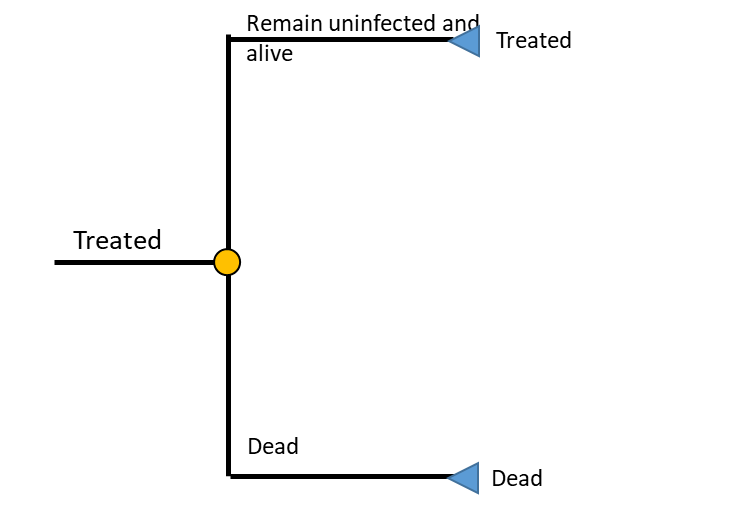 Remain uninfected and
alive
Treated
Treated
Dead
Dead